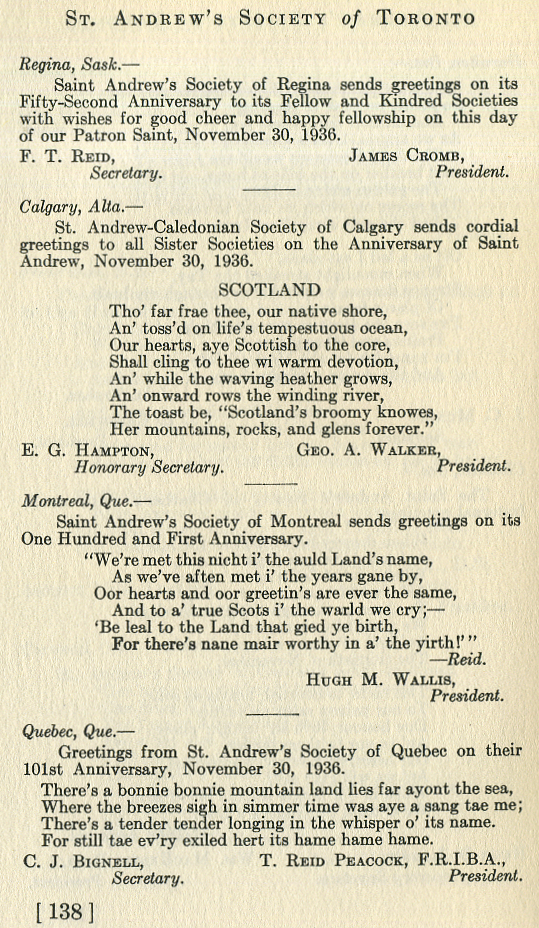 ST. ANDREW'S SOCIETY of TORONTO
Regina, Sask.—
Saint Andrew's Society of Regina sends greetings on its
Fifty-Second Anniversary to its Fellow and Kindred Societies
with wishes for good cheer and happy fellowship on this day
of our Patron Saint, November 30, 1936.
F. T. REID, JAMES CROMB,
Secretary. President.
Calgary, Alta.—
St. Andrew-Caledonian Society of Calgary sends cordial
greetings to all Sister Societies on the Anniversary of Saint
Andrew, November 30, 1936.
SCOTLAND
Tho' far frae thee, our native shore,
An' toss'd on life's tempestuous ocean,
Our hearts, aye Scottish to the core,
Shall cling to thee wi warm devotion,
An' while the waving heather grows,
An' onward rows the winding river,
The toast be, "Scotland's broomy knowes,
Her mountains, rocks, and glens forever."
E. G. HAMPTON, GEO. A. WALKER,
Honorary Secretary. President.
Montreal, Que.—
Saint Andrew's Society of Montreal sends greetings on its
One Hundred and First Anniversary.
"We're met this nicht i' the auld Land's name,
As we've aften met i' the years gane by,
Oor hearts and oor greetin's are ever the same,
And to a' true Scots i' the warld we cry;—
'Be leal to the Land that gied ye birth,
For there's nane mair worthy in a' the yirth!'"
—Reid.
HUGH M. WALLIS,
President.
Quebec, Que.—
Greetings from St. Andrew's Society of Quebec on their
101st Anniversary, November 30, 1936.
There's a bonnie bonnie mountain land lies far ayont the sea,
Where the breezes sigh in simmer time was aye a sang tae me;
There's a tender tender longing in the whisper o' its name.
For still tae ev'ry exiled hert its hame hame hame.
C. J. BIGNELL, T. REID PEACOCK, F.R.I.B.A.,
Secretary. President.
[ 138 ]